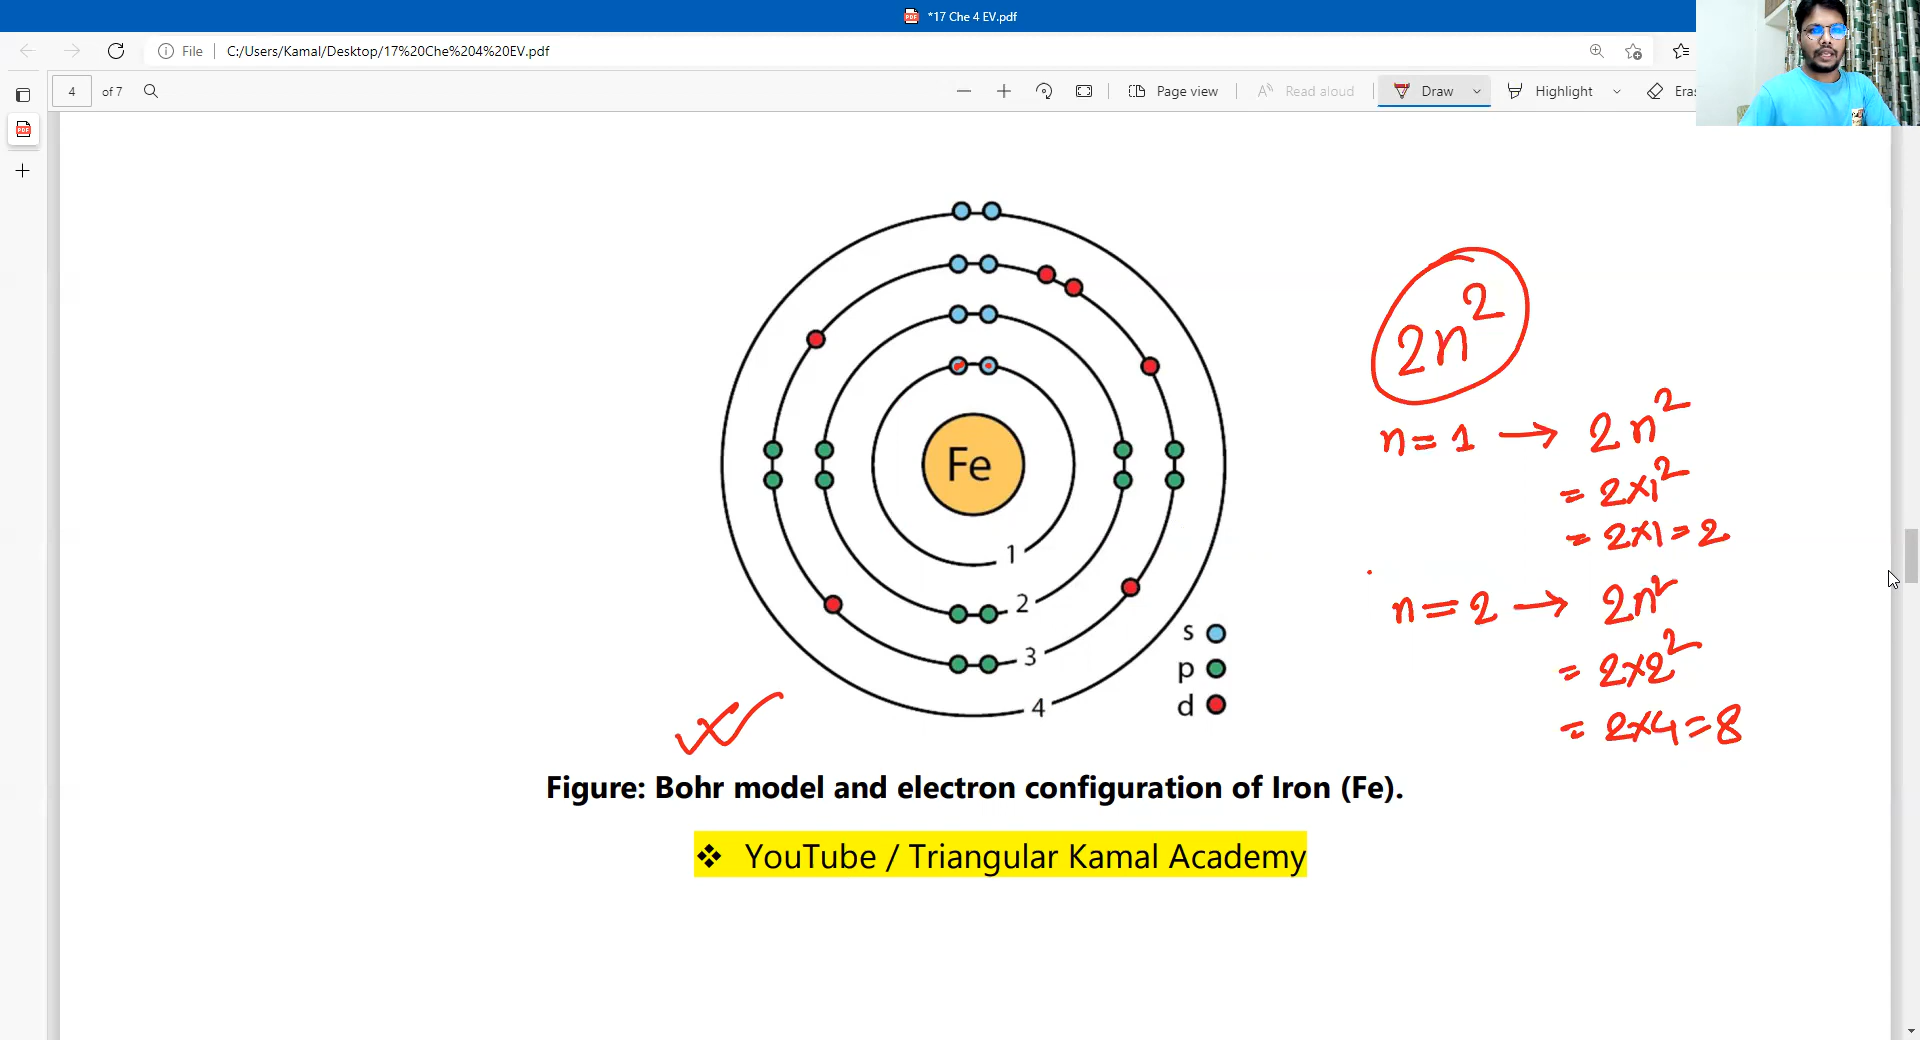 *17 Che 4 EV.pdf
File C:/Users/Kamal/Desktop/17%20Che%204%20EV.pdf
4 of 7 Page view Read aloud Draw Highlight Eras
2n²
n=1 → 2n²
= 2×1²
= 2×1=2
n=2 → 2n²
= 2×2²
= 2×4=8
Fe
1
2
3
4
s
p
d
Figure: Bohr model and electron configuration of Iron (Fe).
❖ YouTube / Triangular Kamal Academy